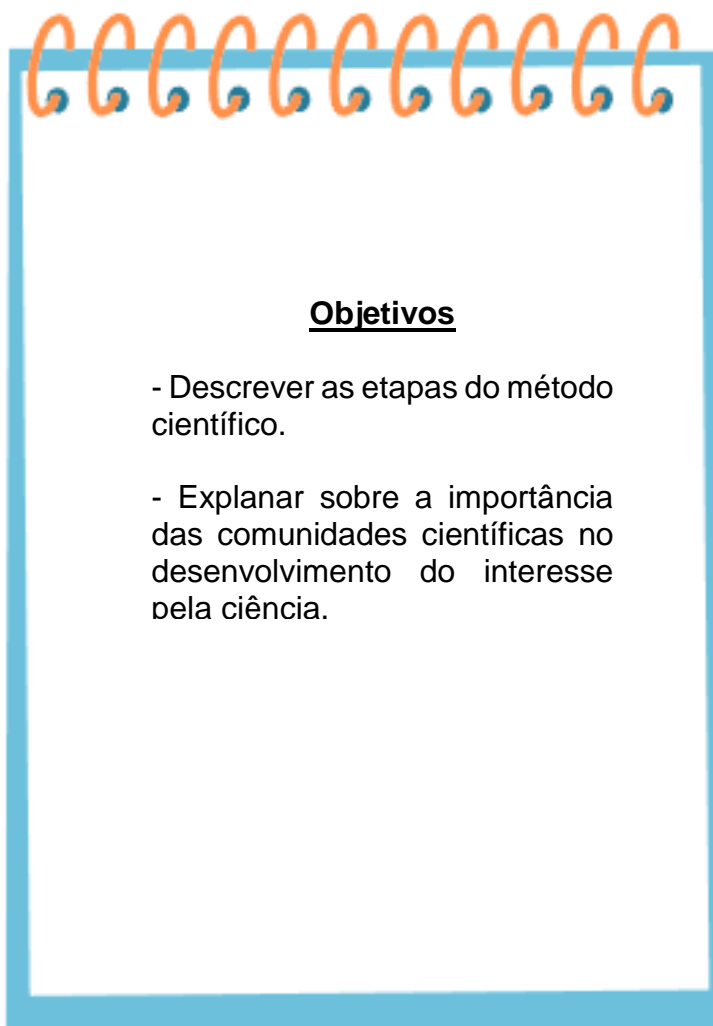 Objetivos
- Descrever as etapas do método
científico.
- Explanar sobre a importância
das comunidades científicas no
desenvolvimento do interesse
pela ciência.